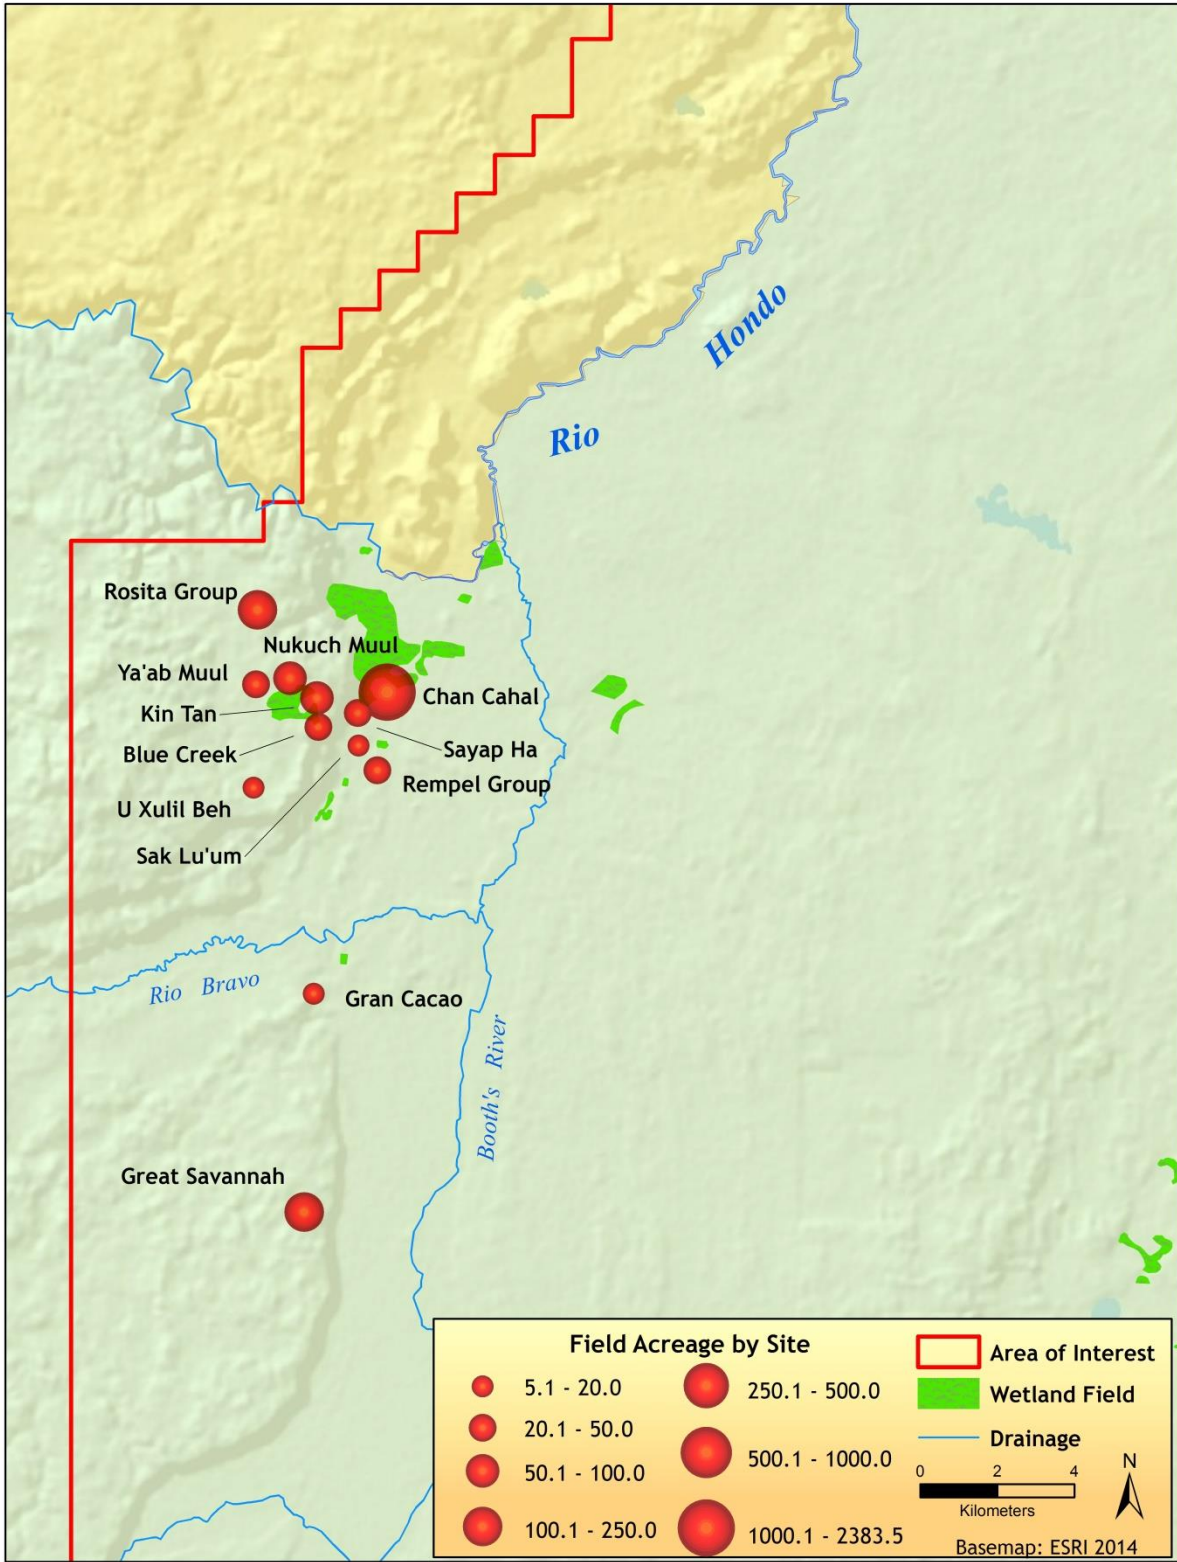 Hondo
Rio
Rosita Group
Nukuch Muul
Ya'ab Muul
Chan Cahal
Kin Tan
Sayap Ha
Blue Creek
Rempel Group
U Xulil Beh
Sak Lu'um
Rio Bravo
Gran Cacao
Booth's River
Great Savannah
Field Acreage by Site
5.1 - 20.0
20.1 - 50.0
50.1 - 100.0
100.1 - 250.0
250.1 - 500.0
500.1 - 1000.0
1000.1 - 2383.5
Area of Interest
Wetland Field
Drainage
0 2 4
Kilometers
N
Basemap: ESRI 2014